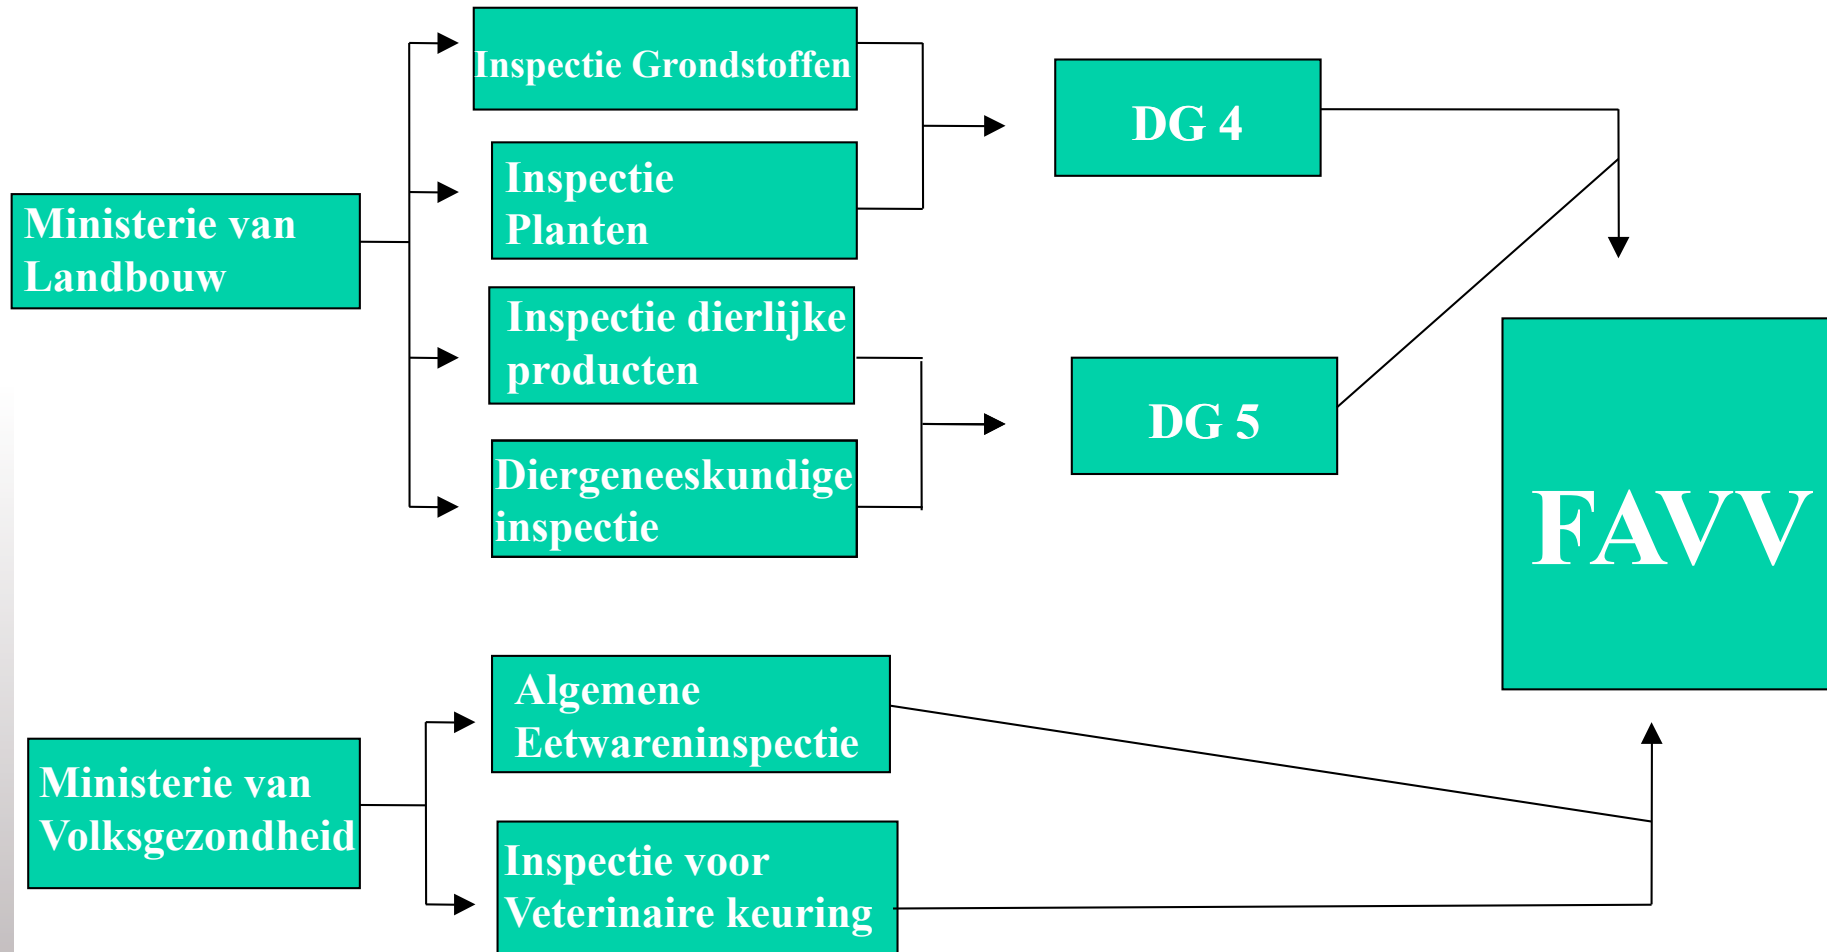 Ministerie van
Landbouw
Inspectie Grondstoffen
Inspectie
Planten
Inspectie dierlijke
producten
Diergeneeskundige
inspectie
DG 4
DG 5
FAVV
Ministerie van
Volksgezondheid
Algemene
Eetwareninspectie
Inspectie voor
Veterinaire keuring